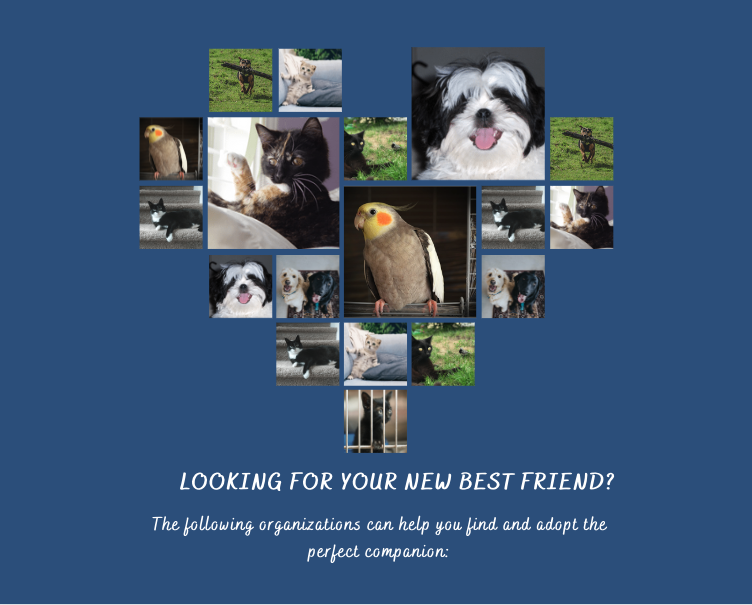 LOOKING FOR YOUR NEW BEST FRIEND?
The following organizations can help you find and adopt the
perfect companion: